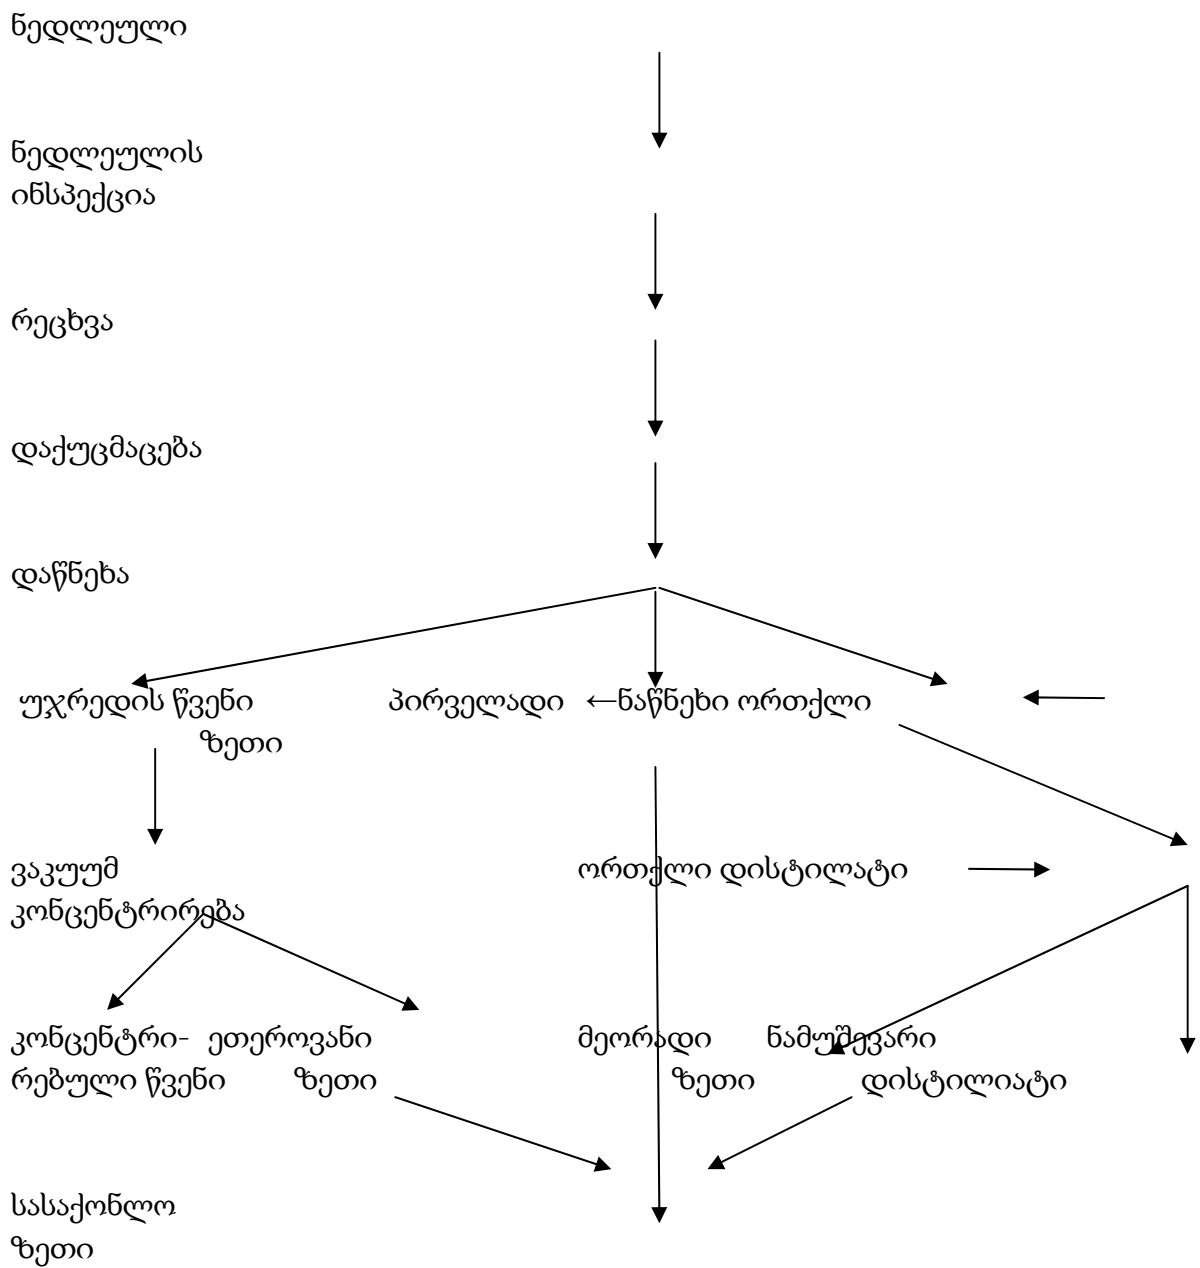 ნედლეული
ნედლეულის
ინსპექცია
რეცხვა
დაქუცმაცება
დაწნეხა
უჯრედის წვენი პირველადი ←ნაწნეხი ორთქლი
ზეთი
ვაკუუმ ორთქლი დისტილატი
კონცენტრირება
კონცენტრი- ეთეროვანი მეორადი ნამუშევარი
რებული წვენი ზეთი ზეთი დისტილიატი
სასაქონლო
ზეთი